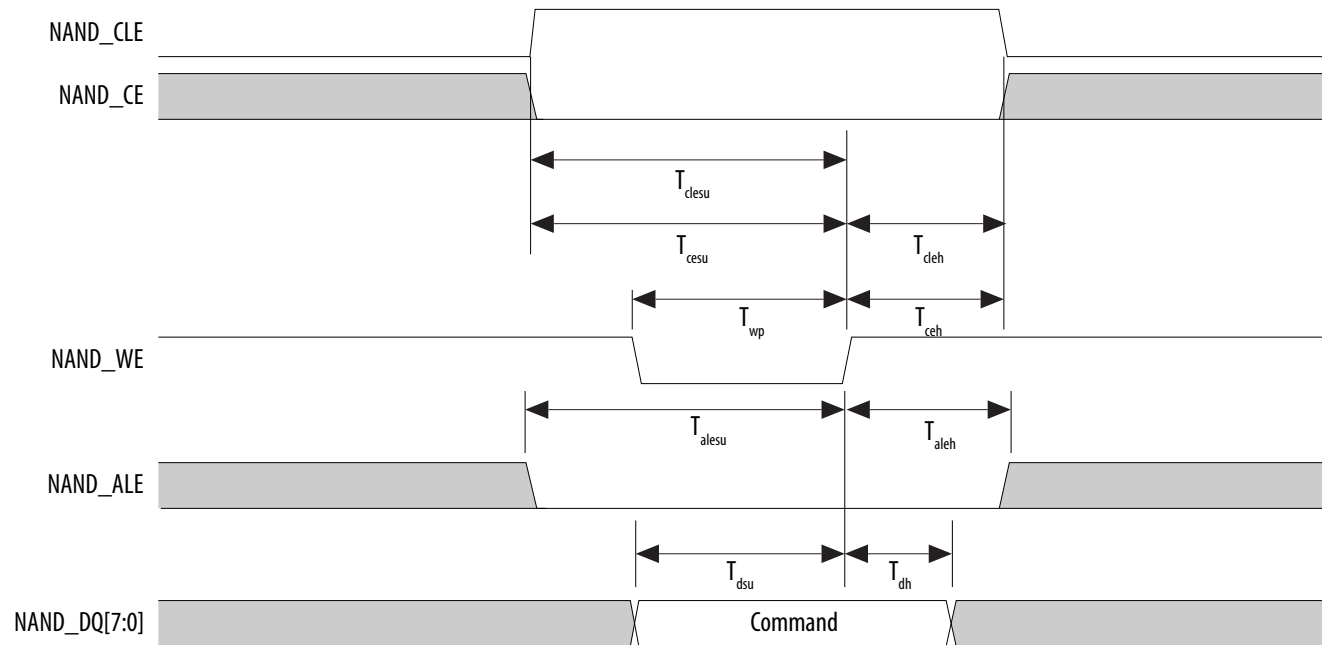 NAND_CLE
NAND_CE
T_clesu
T_cesu T_cleh
T_wp T_ceh
NAND_WE
T_alesu T_aleh
NAND_ALE
T_dsu T_dh
NAND_DQ[7:0] Command